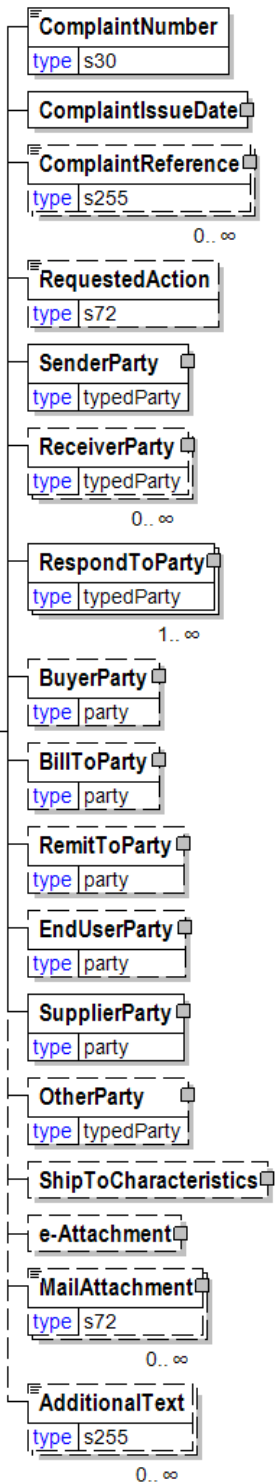 ComplaintNumber
type s30
ComplaintIssueDate
ComplaintReference
type s255
0.. ∞
RequestedAction
type s72
SenderParty
type typedParty
ReceiverParty
type typedParty
0.. ∞
RespondToParty
type typedParty
1.. ∞
BuyerParty
type party
BillToParty
type party
RemitToParty
type party
EndUserParty
type party
SupplierParty
type party
OtherParty
type typedParty
ShipToCharacteristics
e-Attachment
MailAttachment
type s72
0.. ∞
AdditionalText
type s255
0.. ∞